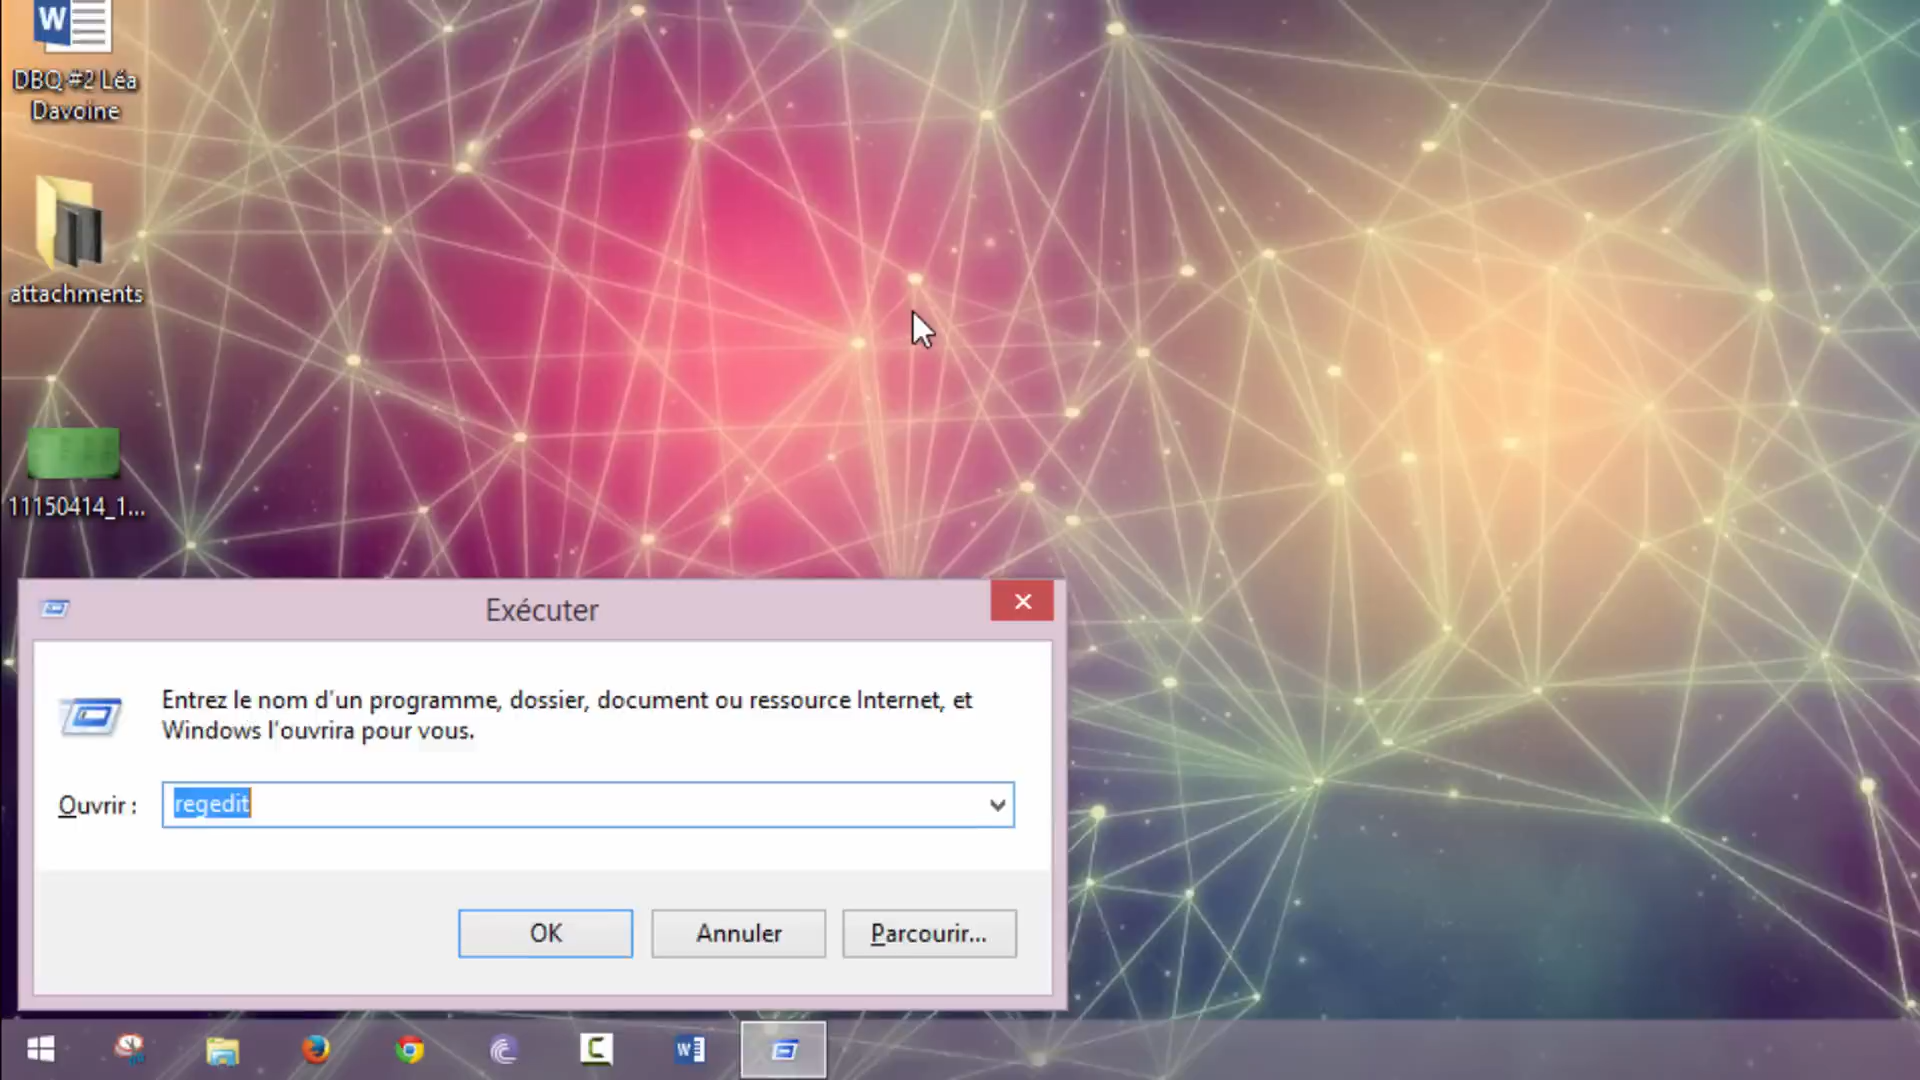 DBQ #2 Léa
Davoine
attachments
11150414_1...
Exécuter
Entrez le nom d'un programme, dossier, document ou ressource Internet, et
Windows l'ouvrira pour vous.
Ouvrir : regedit
OK Annuler Parcourir...